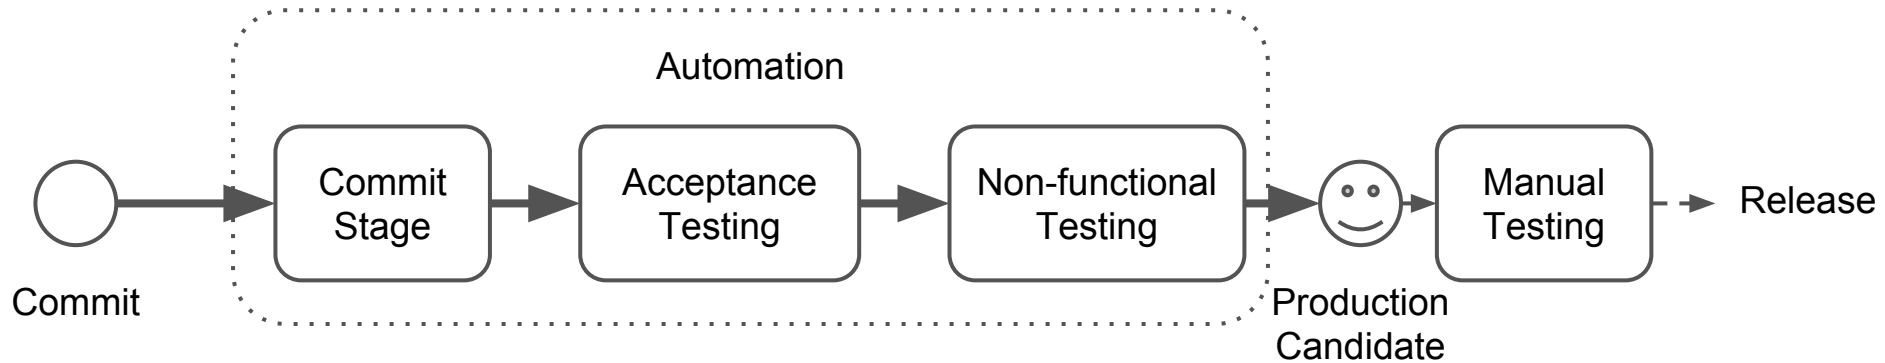 Automation
Commit
Commit
Stage
Acceptance
Testing
Non-functional
Testing
Production
Candidate
Manual
Testing
Release